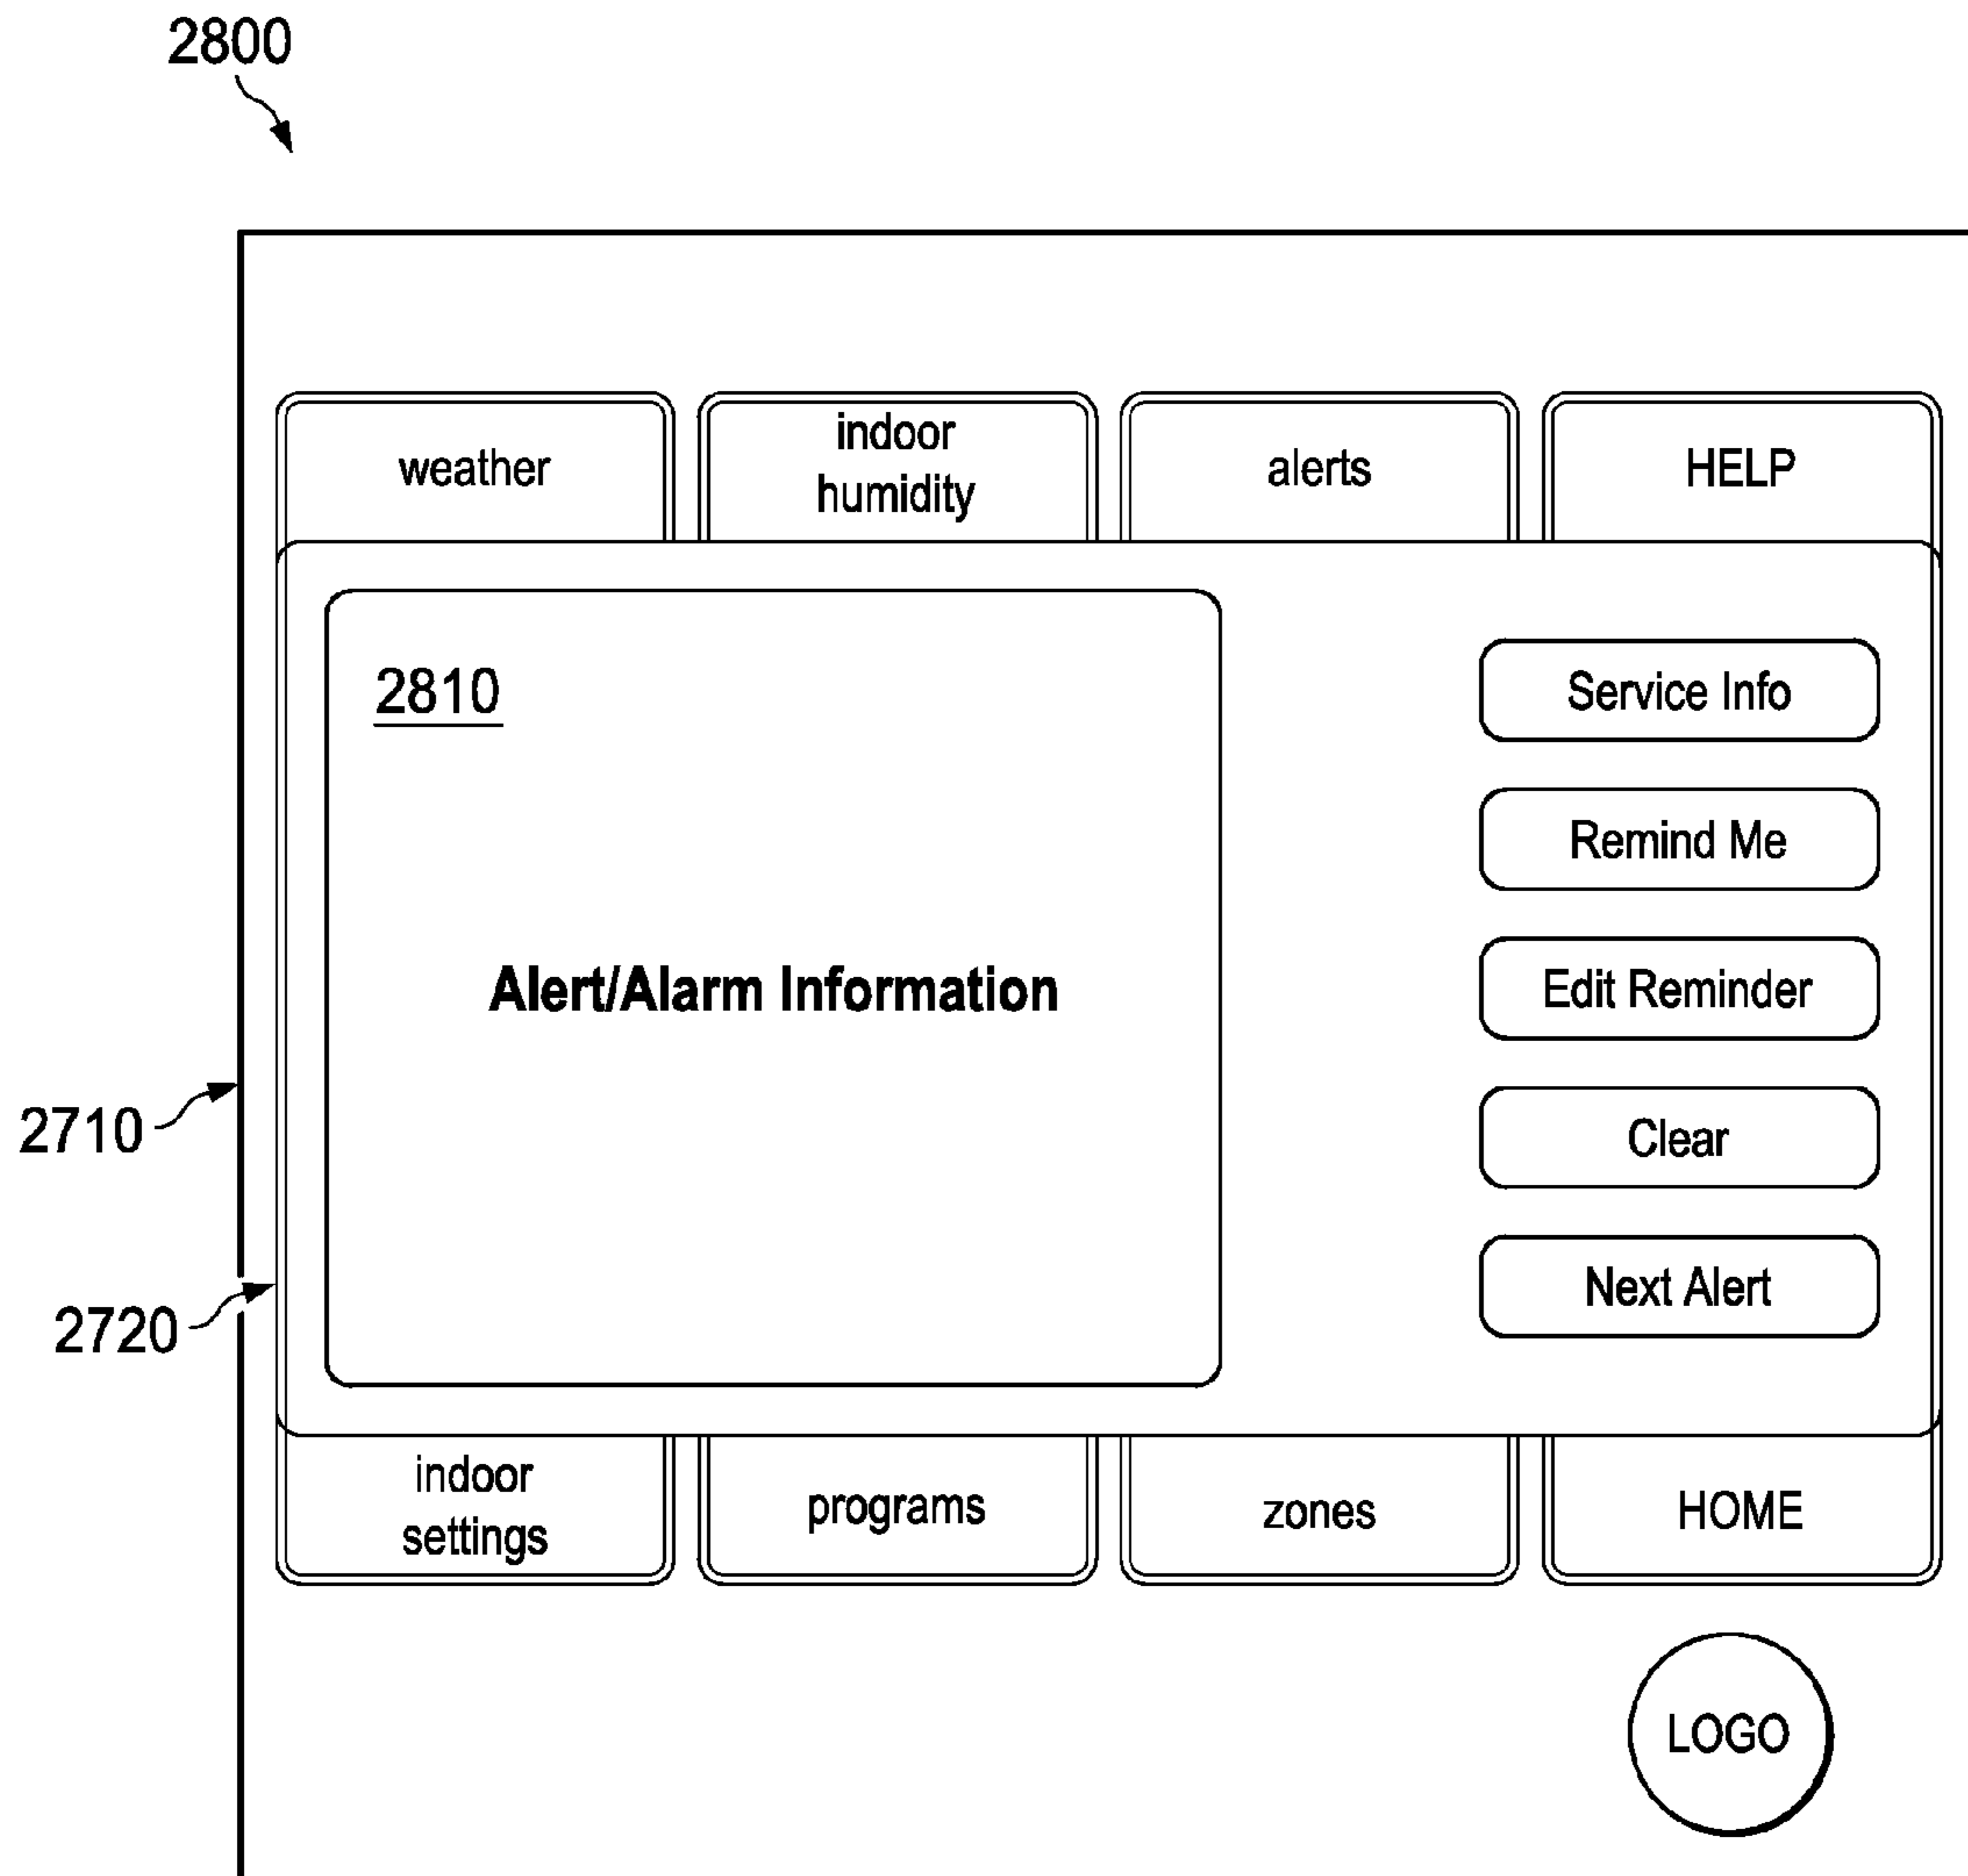 2800
weather
indoor
humidity
alerts
HELP
2810
Alert/Alarm Information
Service Info
Remind Me
Edit Reminder
Clear
Next Alert
2710
2720
indoor
settings
programs
zones
HOME
LOGO